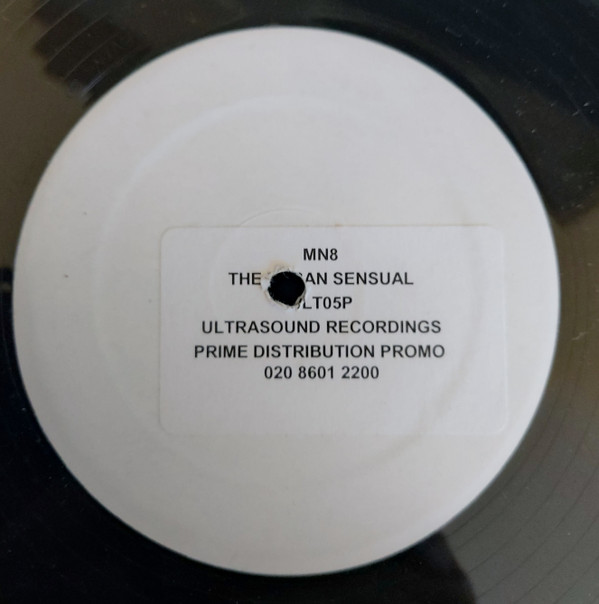 MN8
THE SENSUAL
ULTRASOUND RECORDINGS
PRIME DISTRIBUTION PROMO
020 8601 2200